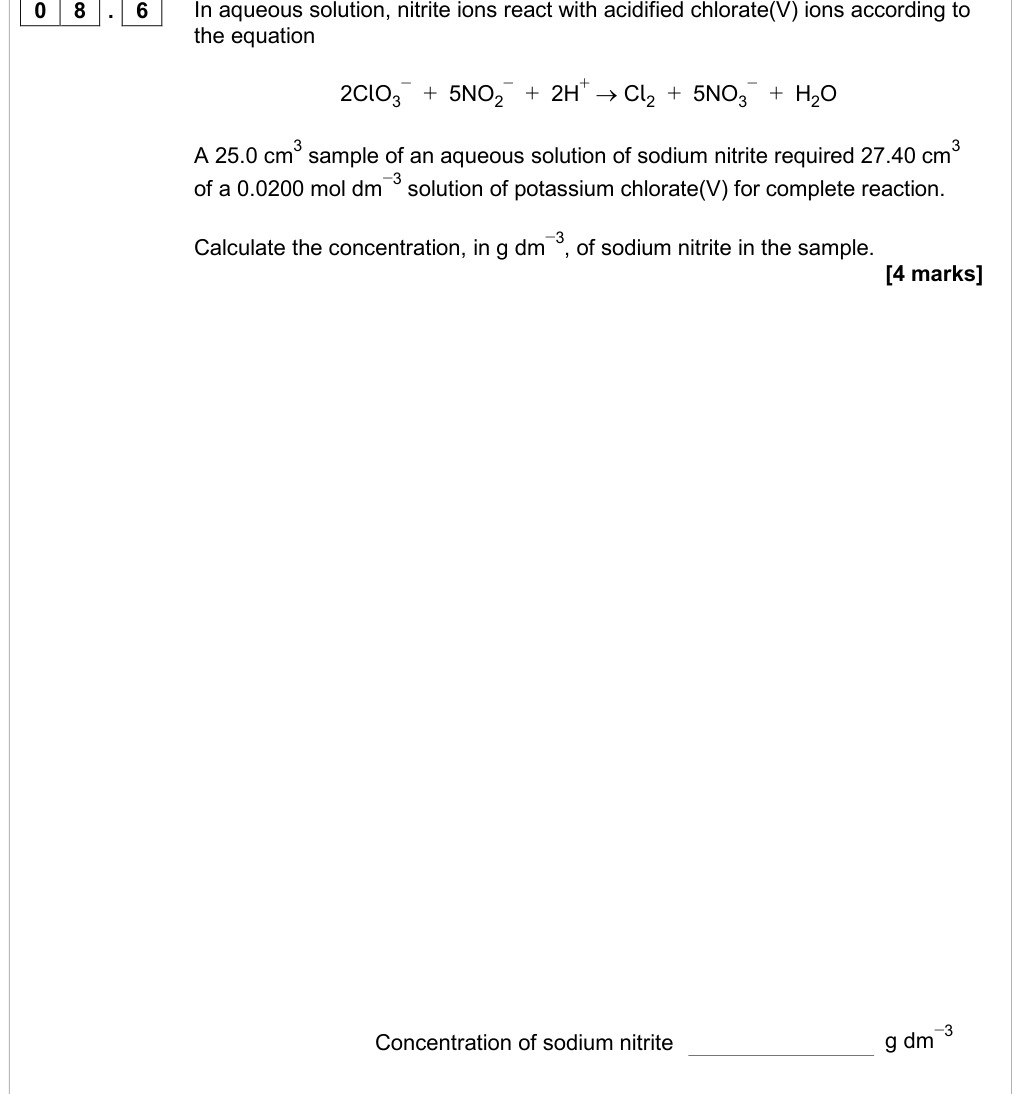 0 8 . 6 In aqueous solution, nitrite ions react with acidified chlorate(V) ions according to
the equation
2ClO₃⁻ + 5NO₂⁻ + 2H⁺ → Cl₂ + 5NO₃⁻ + H₂O
A 25.0 cm³ sample of an aqueous solution of sodium nitrite required 27.40 cm³
of a 0.0200 mol dm⁻³ solution of potassium chlorate(V) for complete reaction.
Calculate the concentration, in g dm⁻³, of sodium nitrite in the sample.
[4 marks]
Concentration of sodium nitrite ____________ g dm⁻³